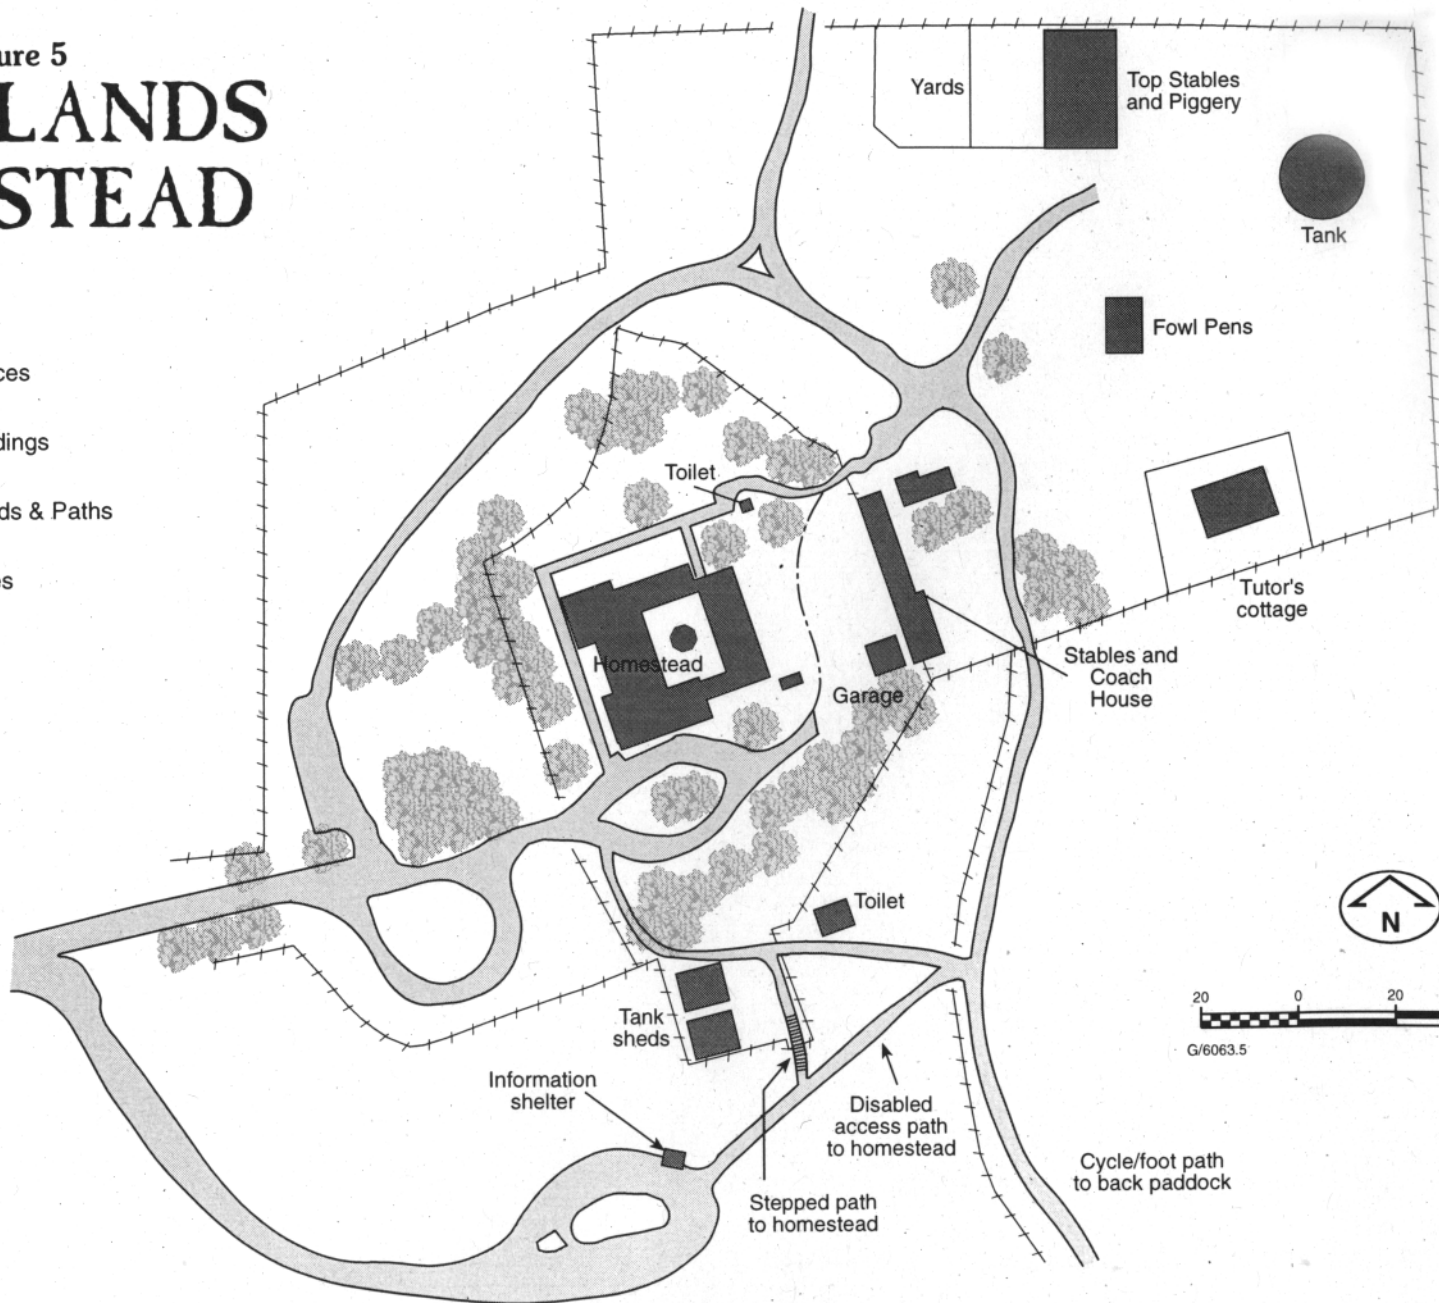 ure 5
LANDS
STEAD
ces
dings
ds & Paths
es
Yards
Top Stables
and Piggery
Tank
Fowl Pens
Toilet
Tutor's
cottage
Homestead
Stables and
Coach
House
Garage
Toilet
N
20 0 20
G/6063.5
Tank
sheds
Information
shelter
Disabled
access path
to homestead
Stepped path
to homestead
Cycle/foot path
to back paddock